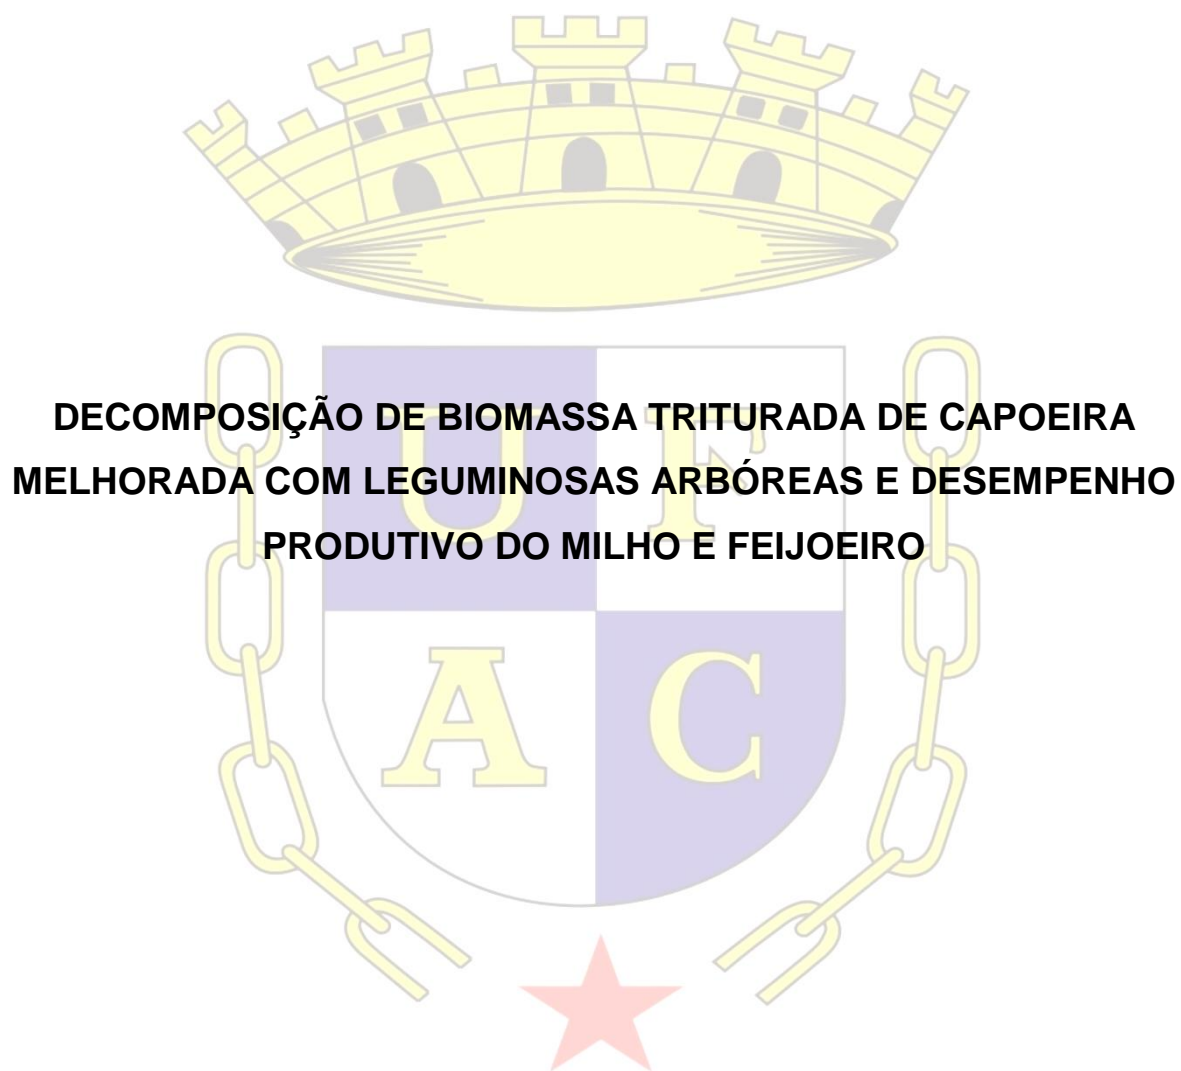 DECOMPOSIÇÃO DE BIOMASSA TRITURADA DE CAPOEIRA
MELHORADA COM LEGUMINOSAS ARBÓREAS E DESEMPENHO
PRODUTIVO DO MILHO E FEIJOEIRO
U F
A C